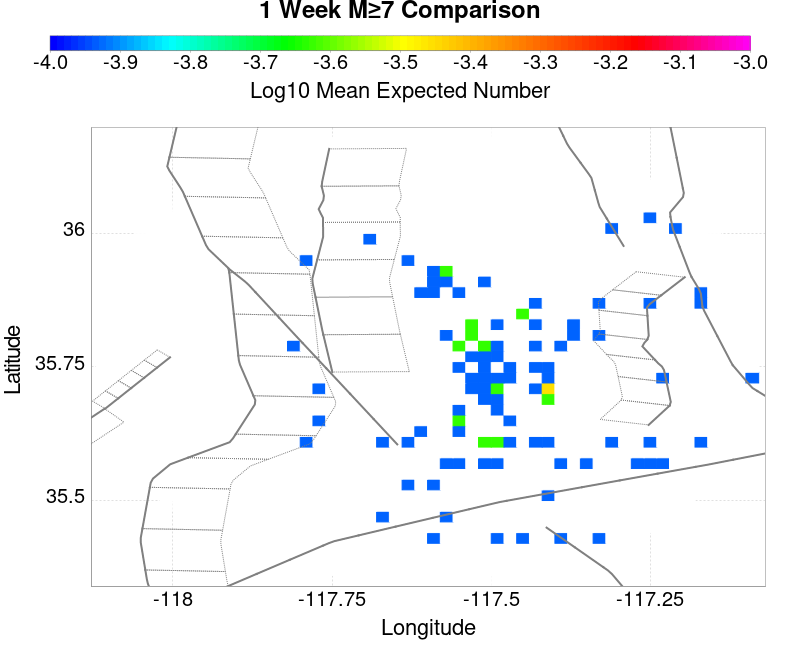 1 Week M≥7 Comparison
-4.0 -3.9 -3.8 -3.7 -3.6 -3.5 -3.4 -3.3 -3.2 -3.1 -3.0
Log10 Mean Expected Number
36
35.75
35.5
Latitude
-118 -117.75 -117.5 -117.25
Longitude